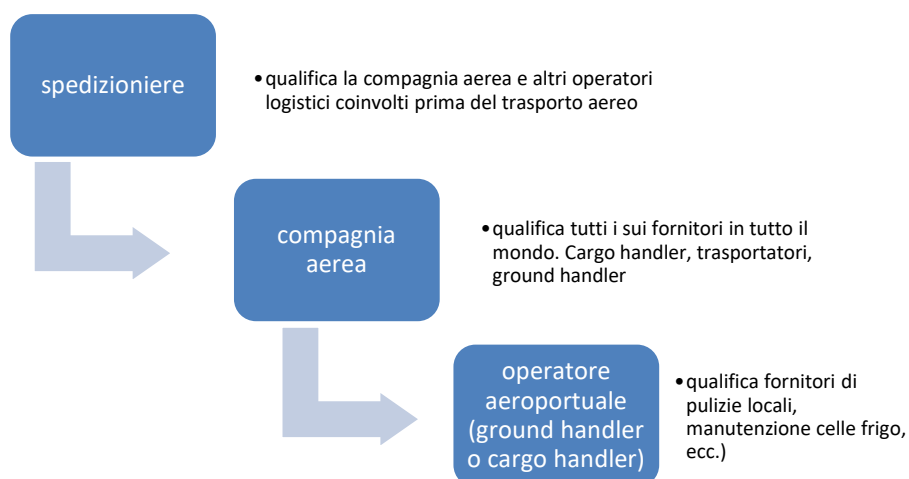 spedizioniere
•qualifica la compagnia aerea e altri operatori
logistici coinvolti prima del trasporto aereo
compagnia
aerea
•qualifica tutti i sui fornitori in tutto il
mondo. Cargo handler, trasportatori,
ground handler
operatore
aeroportuale
(ground handler
o cargo handler)
•qualifica fornitori di
pulizie locali,
manutenzione celle frigo,
ecc.)